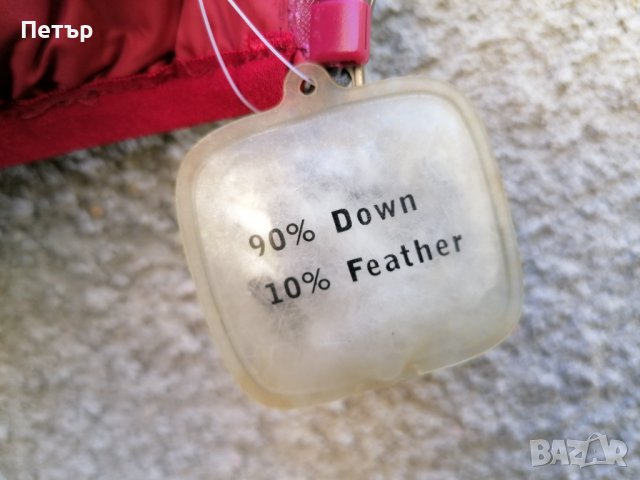 Петър
90% Down
10% Feather
BAZAR